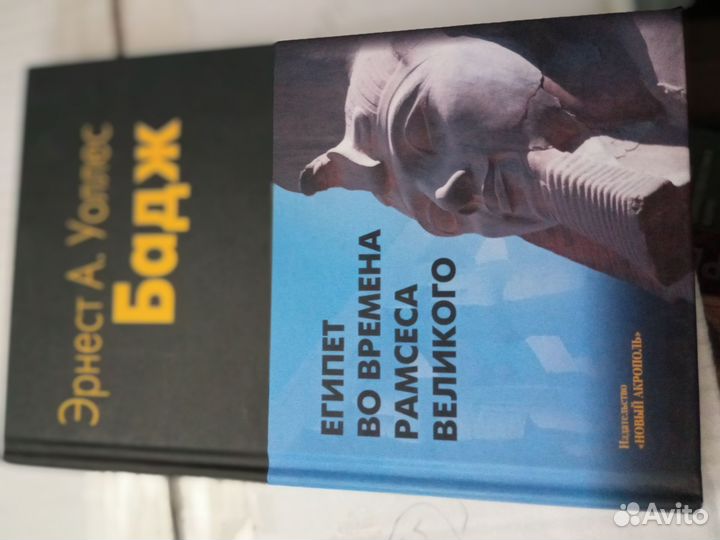 Эрнест А. Уоллес
Бадж
ЕГИПЕТ
ВО ВРЕМЕНА
РАМСЕСА
ВЕЛИКОГО
Издательство
«НОВЫЙ АКРОПОЛЬ»
Avito